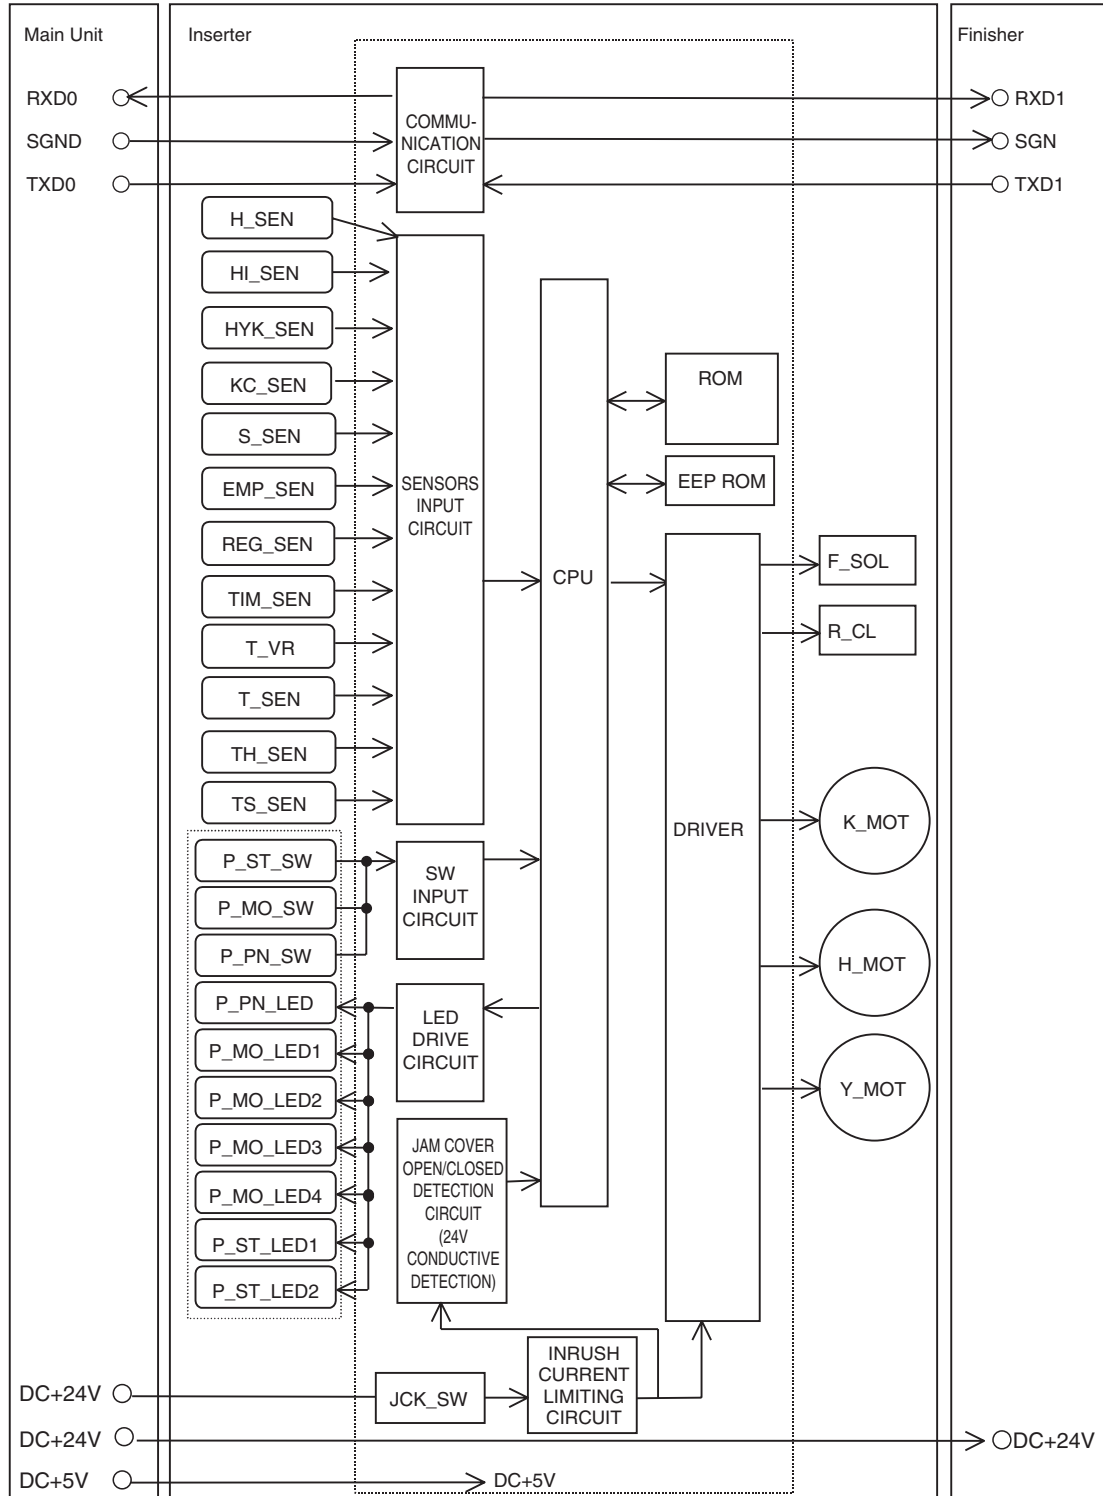 Main Unit
Inserter
Finisher
RXD0
SGND
TXD0
COMMU-
NICATION
CIRCUIT
RXD1
SGN
TXD1
H_SEN
HI_SEN
HYK_SEN
KC_SEN
S_SEN
EMP_SEN
REG_SEN
TIM_SEN
T_VR
T_SEN
TH_SEN
TS_SEN
SENSORS
INPUT
CIRCUIT
CPU
ROM
EEP ROM
DRIVER
F_SOL
R_CL
K_MOT
H_MOT
Y_MOT
P_ST_SW
P_MO_SW
P_PN_SW
SW
INPUT
CIRCUIT
P_PN_LED
P_MO_LED1
P_MO_LED2
P_MO_LED3
P_MO_LED4
P_ST_LED1
P_ST_LED2
LED
DRIVE
CIRCUIT
JAM COVER
OPEN/CLOSED
DETECTION
CIRCUIT
(24V
CONDUCTIVE
DETECTION)
DC+24V
JCK_SW
INRUSH
CURRENT
LIMITING
CIRCUIT
DC+24V
DC+24V
DC+5V
DC+5V